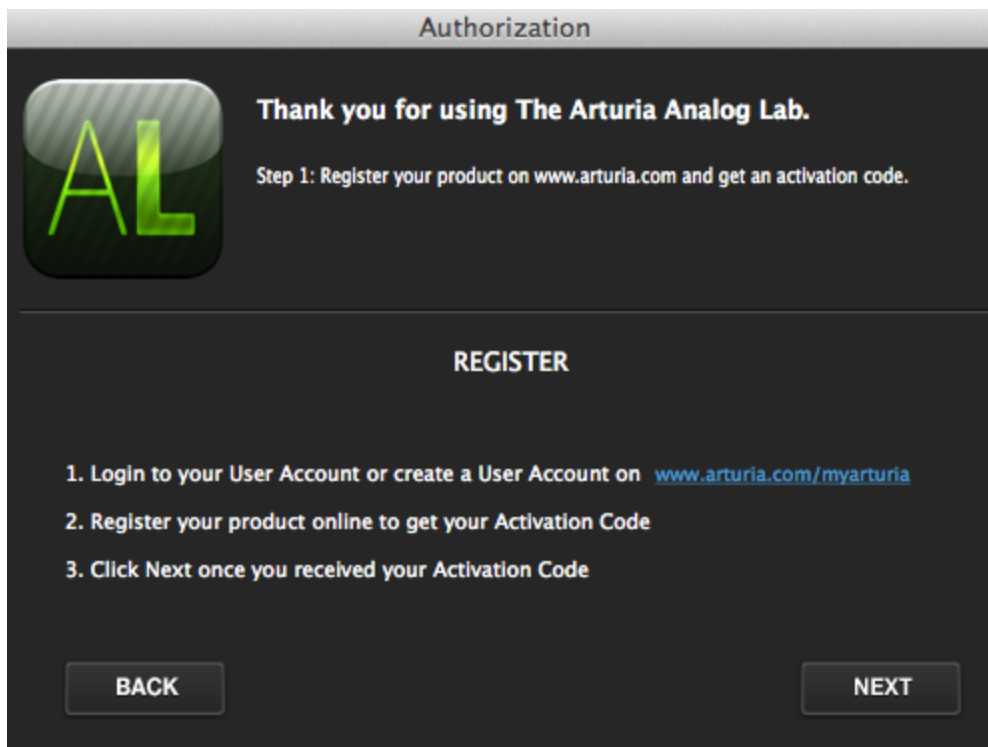 Authorization
AL
Thank you for using The Arturia Analog Lab.
Step 1: Register your product on www.arturia.com and get an activation code.
REGISTER
1. Login to your User Account or create a User Account on www.arturia.com/myarturia
2. Register your product online to get your Activation Code
3. Click Next once you received your Activation Code
BACK
NEXT